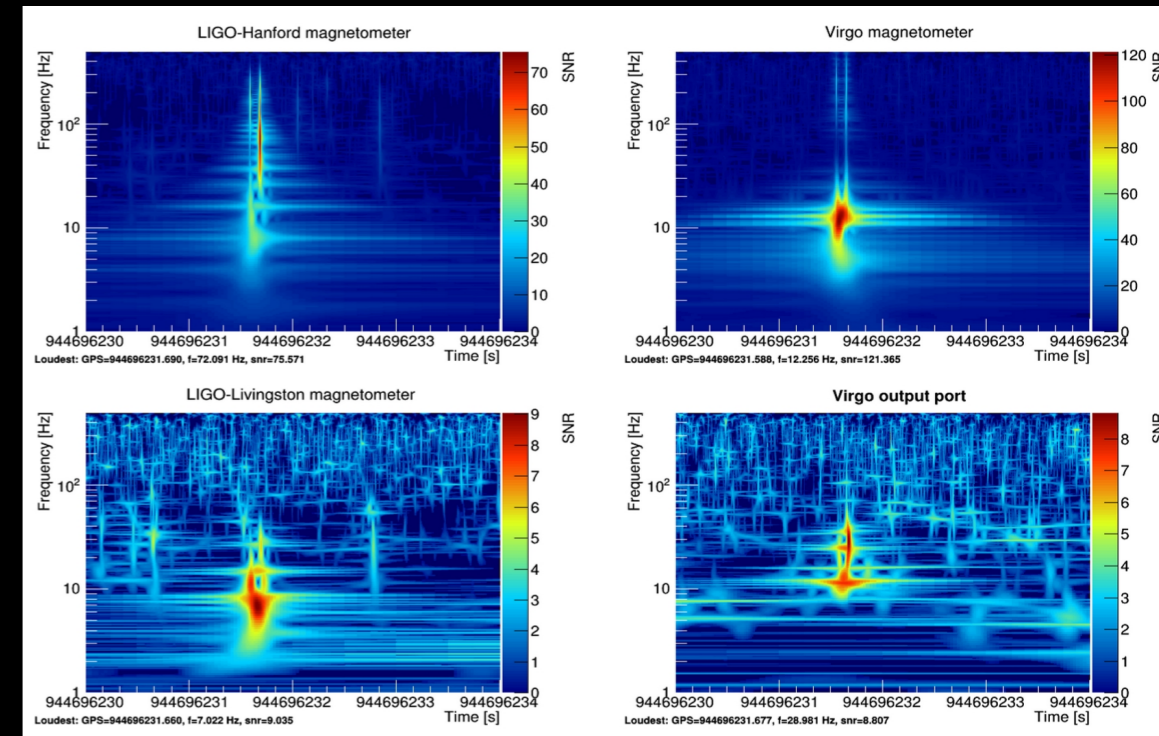 LIGO-Hanford magnetometer
Frequency [Hz]
10²
10
1
944696230 944696231 944696232 944696233 944696234
Time [s]
SNR
70
60
50
40
30
20
10
0
Loudest: GPS=944696231.690, f=72.091 Hz, snr=75.571
Virgo magnetometer
Frequency [Hz]
10²
10
1
944696230 944696231 944696232 944696233 944696234
Time [s]
SNR
120
100
80
60
40
20
0
Loudest: GPS=944696231.588, f=12.256 Hz, snr=121.365
LIGO-Livingston magnetometer
Frequency [Hz]
10²
10
1
944696230 944696231 944696232 944696233 944696234
Time [s]
SNR
9
8
7
6
5
4
3
2
1
0
Loudest: GPS=944696231.660, f=7.022 Hz, snr=9.035
Virgo output port
Frequency [Hz]
10²
10
1
944696230 944696231 944696232 944696233 944696234
Time [s]
SNR
8
7
6
5
4
3
2
1
0
Loudest: GPS=944696231.677, f=28.981 Hz, snr=8.807